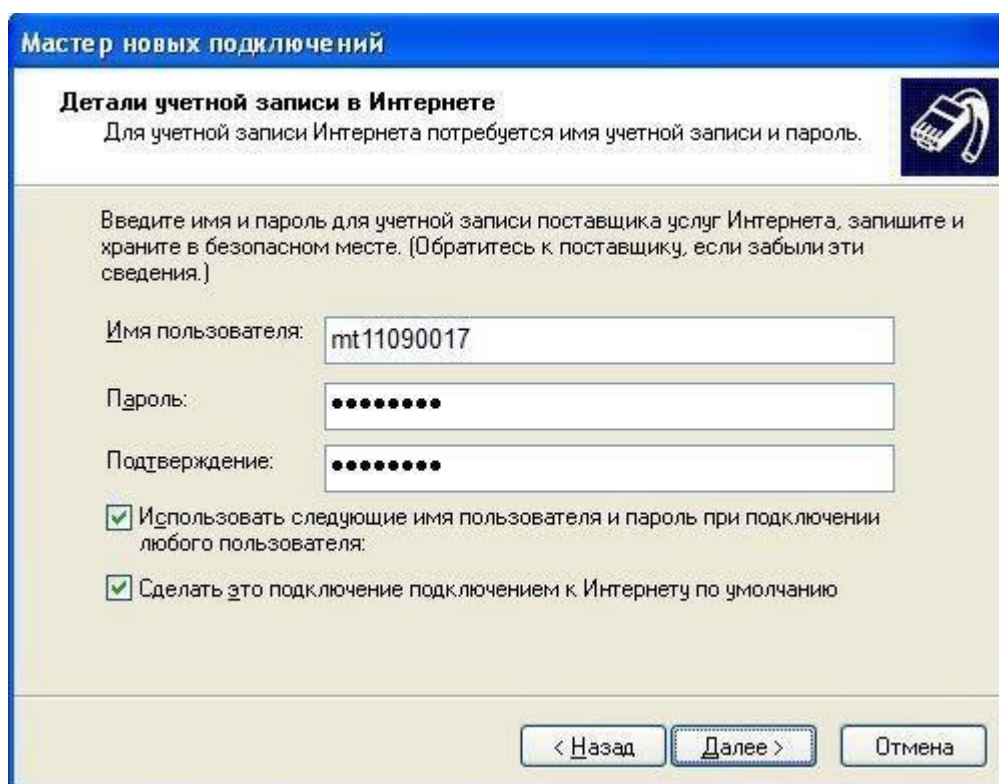 Мастер новых подключений
Детали учетной записи в Интернете
Для учетной записи Интернета потребуется имя учетной записи и пароль.
Введите имя и пароль для учетной записи поставщика услуг Интернета, запишите и
храните в безопасном месте. (Обратитесь к поставщику, если забыли эти
сведения.)
Имя пользователя: mt11090017
Пароль: ••••••••
Подтверждение: ••••••••
Использовать следующие имя пользователя и пароль при подключении
любого пользователя:
Сделать это подключение подключением к Интернету по умолчанию
< Назад Далее > Отмена